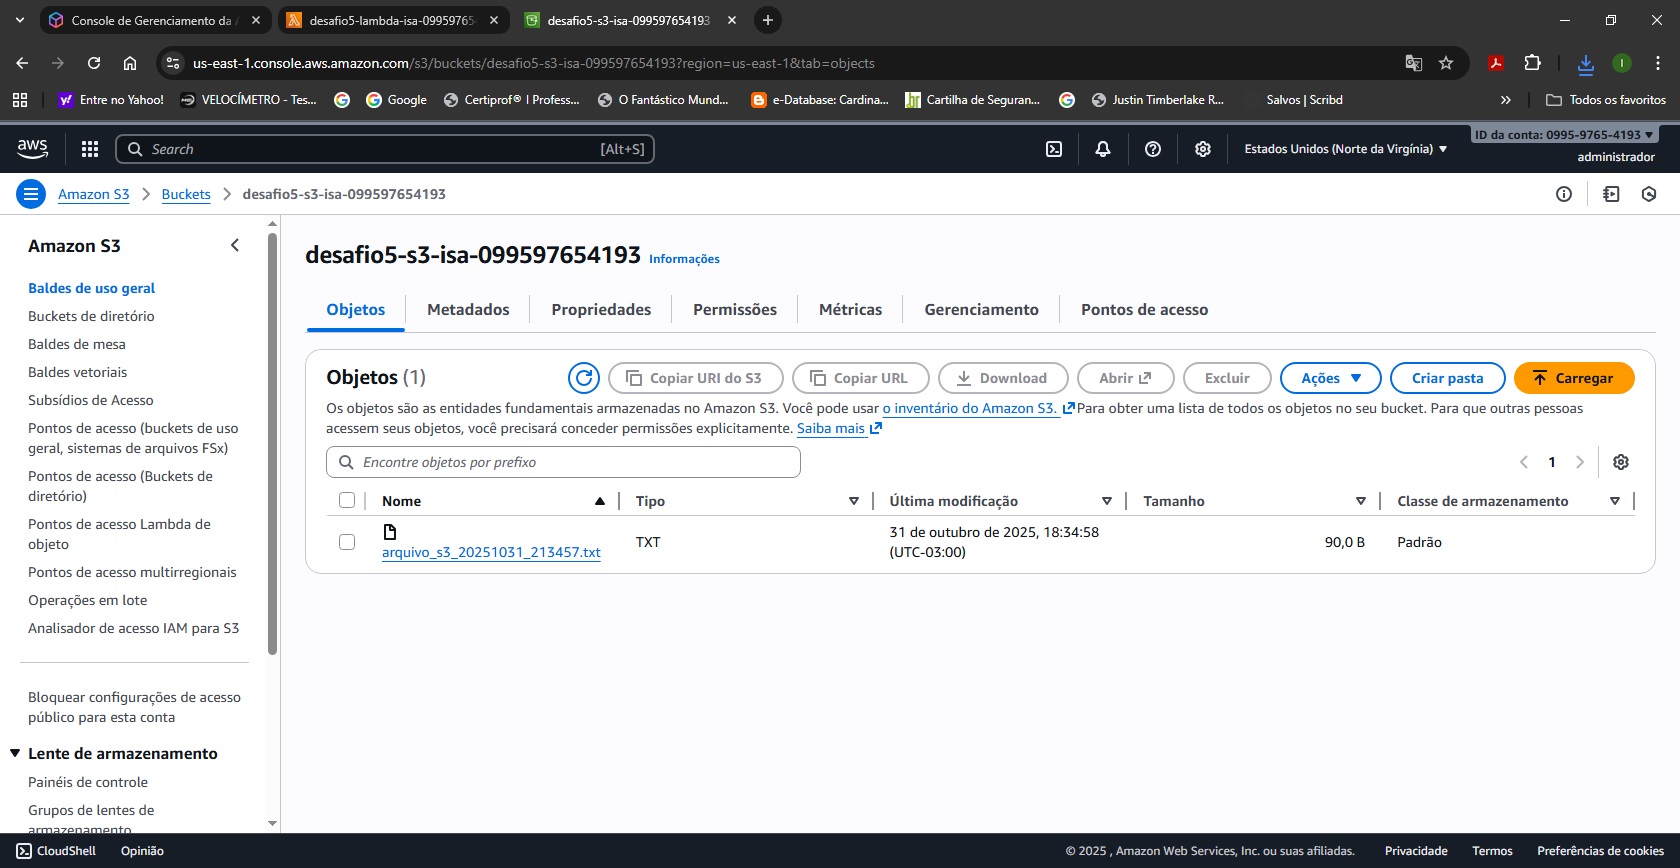 Console de Gerenciamento da A
desafio5-lambda-isa-09959765
desafio5-s3-isa-099597654193
us-east-1.console.aws.amazon.com/s3/buckets/desafio5-s3-isa-099597654193?region=us-east-1&tab=objects
Entre no Yahoo!
VELOCÍMETRO - Tes...
Google
Certiprof® | Profess...
O Fantástico Mund...
e-Database: Cardina...
Cartilha de Seguran...
Justin Timberlake R...
Salvos | Scribd
Todos os favoritos
aws
Search
[Alt+S]
Estados Unidos (Norte da Virgínia)
ID da conta: 0995-9765-4193
administrador
Amazon S3
Buckets
desafio5-s3-isa-099597654193
Amazon S3
Baldes de uso geral
Buckets de diretório
Baldes de mesa
Baldes vetoriais
Subsídios de Acesso
Pontos de acesso (buckets de uso
geral, sistemas de arquivos FSx)
Pontos de acesso (Buckets de
diretório)
Pontos de acesso Lambda de
objeto
Pontos de acesso multirregionais
Operações em lote
Analisador de acesso IAM para S3
Bloquear configurações de acesso
público para esta conta
Lente de armazenamento
Painéis de controle
Grupos de lentes de
armazenamento
desafio5-s3-isa-099597654193 Informações
Objetos
Metadados
Propriedades
Permissões
Métricas
Gerenciamento
Pontos de acesso
Objetos (1)
Copiar URI do S3
Copiar URL
Download
Abrir
Excluir
Ações
Criar pasta
Carregar
Os objetos são as entidades fundamentais armazenadas no Amazon S3. Você pode usar o inventário do Amazon S3. Para obter uma lista de todos os objetos no seu bucket. Para que outras pessoas
acessem seus objetos, você precisará conceder permissões explicitamente. Saiba mais
Encontre objetos por prefixo
1
Nome
Tipo
Última modificação
Tamanho
Classe de armazenamento
arquivo_s3_20251031_213457.txt
TXT
31 de outubro de 2025, 18:34:58
(UTC-03:00)
90,0 B
Padrão
CloudShell
Opinião
© 2025 , Amazon Web Services, Inc. ou suas afiliadas.
Privacidade
Termos
Preferências de cookies